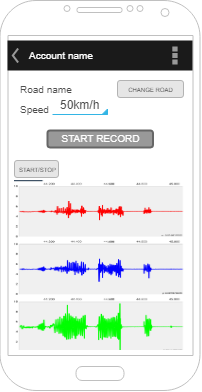 Account name
Road name
CHANGE ROAD
Speed 50km/h
START RECORD
START/STOP